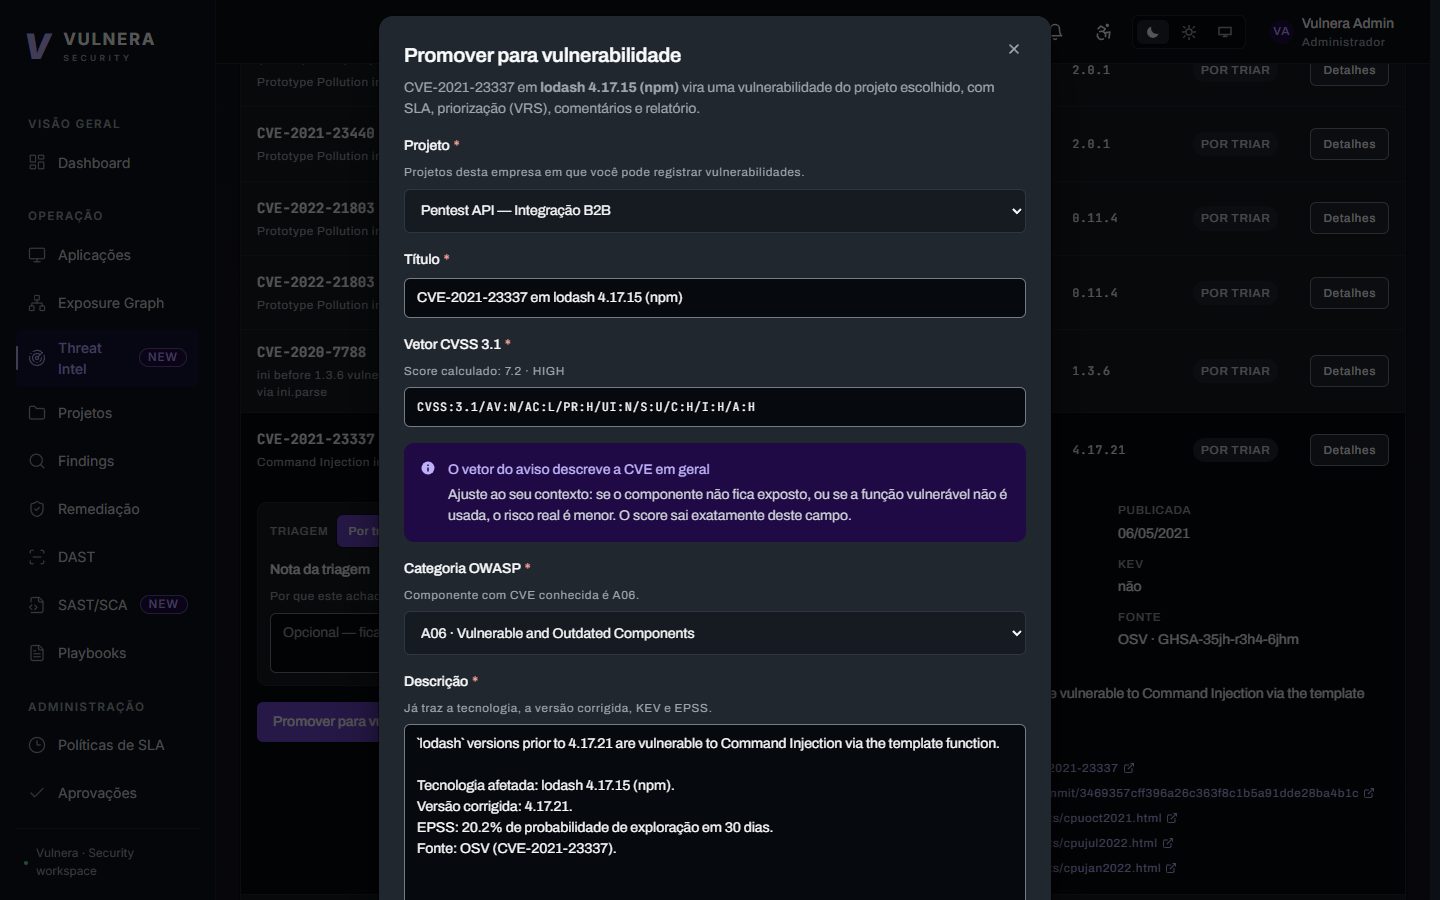 VULNERA
SECURITY
VISÃO GERAL
Dashboard
OPERAÇÃO
Aplicações
Exposure Graph
Threat Intel
NEW
Projetos
Findings
Remediação
DAST
SAST/SCA
NEW
Playbooks
ADMINISTRAÇÃO
Políticas de SLA
Aprovações
Vulnera · Security
workspace
VA
Vulnera Admin
Administrador
Prototype Pollution in
2.0.1
POR TRIAR
Detalhes
CVE-2021-23440
Prototype Pollution in
2.0.1
POR TRIAR
Detalhes
CVE-2022-21803
Prototype Pollution in
0.11.4
POR TRIAR
Detalhes
CVE-2022-21803
Prototype Pollution in
0.11.4
POR TRIAR
Detalhes
CVE-2020-7788
ini before 1.3.6 vulne
via ini.parse
1.3.6
POR TRIAR
Detalhes
CVE-2021-23337
Command Injection in
4.17.21
POR TRIAR
Detalhes
TRIAGEM
Por tr
Nota da triagem
Por que este achad
Opcional — fica
Promover para vu
PUBLICADA
06/05/2021
KEV
não
FONTE
OSV · GHSA-35jh-r3h4-6jhm
e vulnerable to Command Injection via the template
2021-23337
mmit/3469357cff396a26c363f8c1b5a91dde28ba4b1c
s/cpuoct2021.html
s/cpujul2022.html
s/cpujan2022.html
Promover para vulnerabilidade
CVE-2021-23337 em lodash 4.17.15 (npm) vira uma vulnerabilidade do projeto escolhido, com
SLA, priorização (VRS), comentários e relatório.
Projeto *
Projetos desta empresa em que você pode registrar vulnerabilidades.
Pentest API — Integração B2B
Título *
CVE-2021-23337 em lodash 4.17.15 (npm)
Vetor CVSS 3.1 *
Score calculado: 7.2 · HIGH
CVSS:3.1/AV:N/AC:L/PR:H/UI:N/S:U/C:H/I:H/A:H
O vetor do aviso descreve a CVE em geral
Ajuste ao seu contexto: se o componente não fica exposto, ou se a função vulnerável não é
usada, o risco real é menor. O score sai exatamente deste campo.
Categoria OWASP *
Componente com CVE conhecida é A06.
A06 · Vulnerable and Outdated Components
Descrição *
Já traz a tecnologia, a versão corrigida, KEV e EPSS.
`lodash` versions prior to 4.17.21 are vulnerable to Command Injection via the template function.
Tecnologia afetada: lodash 4.17.15 (npm).
Versão corrigida: 4.17.21.
EPSS: 20.2% de probabilidade de exploração em 30 dias.
Fonte: OSV (CVE-2021-23337).